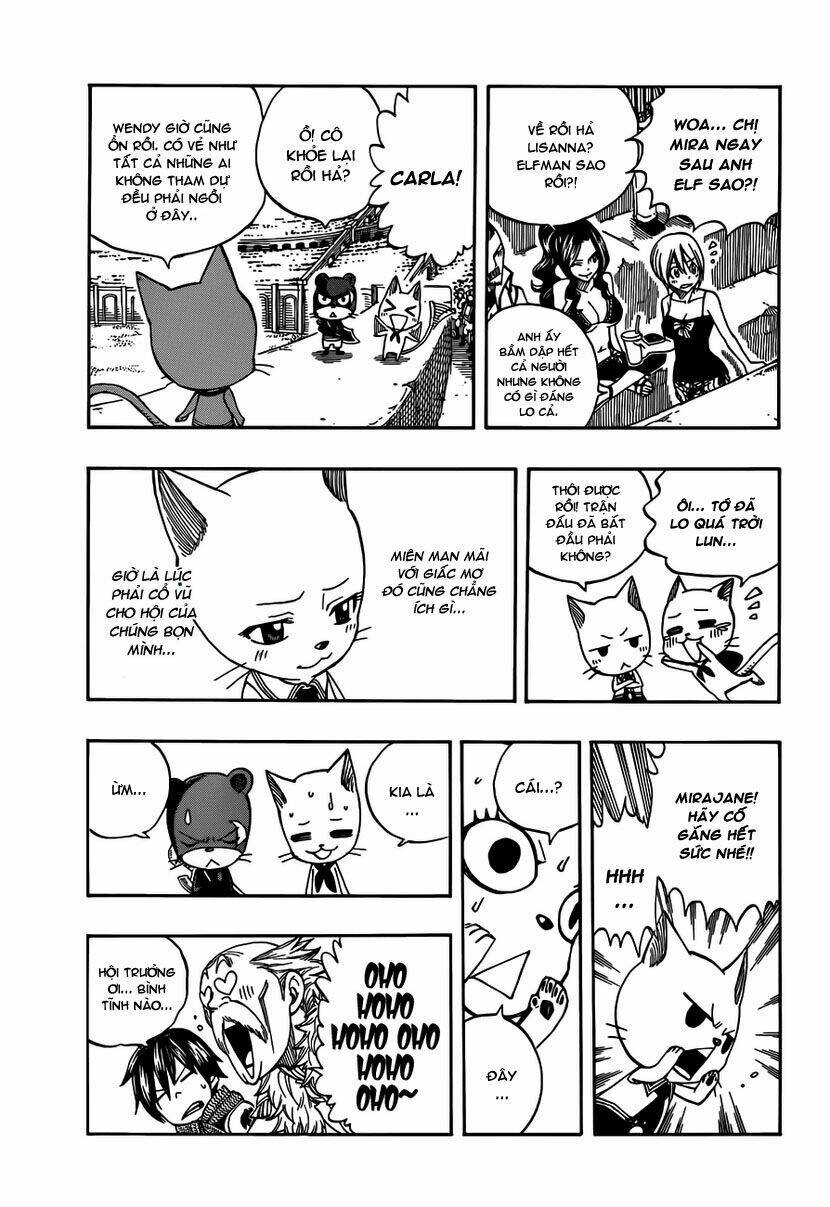 WOA... CHỊ
MIRA NGAY
SAU ANH
ELF SAO?!
VỀ RỒI HẢ
LISANNA?
ELFMAN SAO
RỒI?!
ANH ẤY
BẦM DẬP HẾT
CẢ NGƯỜI
NHƯNG KHÔNG
CÓ GÌ ĐÁNG
LO CẢ.
CARLA!
Ồ! CÔ
KHỎE LẠI
RỒI HẢ?
WENDY GIỜ CŨNG
ỔN RỒI. CÓ VẺ NHƯ
TẤT CẢ NHỮNG AI
KHÔNG THAM DỰ
ĐỀU PHẢI NGỒI
Ở ĐÂY..
ÔI... TỚ ĐÃ
LO QUÁ TRỜI
LUN...
THÔI ĐƯỢC
RỒI! TRẬN
ĐẤU ĐÃ BẮT
ĐẦU PHẢI
KHÔNG?
MIÊN MAN MÃI
VỚI GIẤC MƠ
ĐÓ CŨNG CHẲNG
ÍCH GÌ...
GIỜ LÀ LÚC
PHẢI CỔ VŨ
CHO HỘI CỦA
CHÚNG BỌN
MÌNH...
MIRAJANE!
HÃY CỐ
GẮNG HẾT
SỨC NHÉ!!
HHH
...
CÁI...?
ĐÂY
...
KIA LÀ
...
ỪM...
OHO
HOHO
HOHO OHO
HOHO
OHO~
HỘI TRƯỞNG
ƠI... BÌNH
TĨNH NÀO...